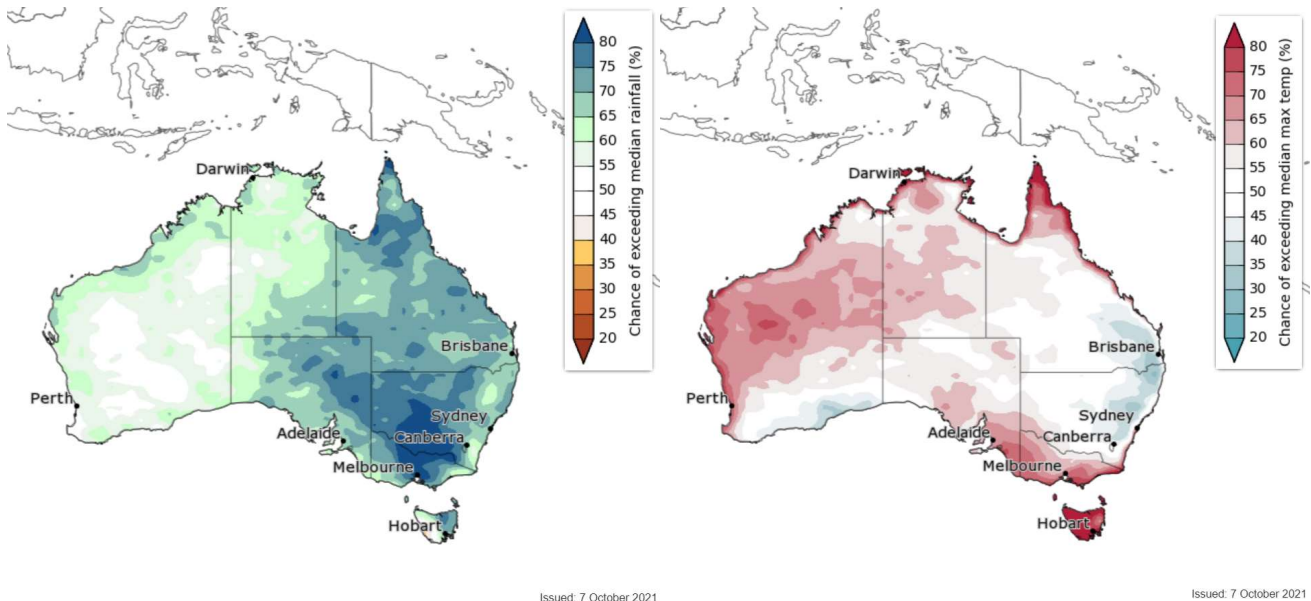 80
75
70
65
60
55
50
45
40
35
30
25
20
Chance of exceeding median rainfall (%)
Darwin
Brisbane
Perth
Sydney
Adelaide
Canberra
Melbourne
Hobart
Issued: 7 October 2021
80
75
70
65
60
55
50
45
40
35
30
25
20
Chance of exceeding median max temp (%)
Darwin
Brisbane
Perth
Sydney
Adelaide
Canberra
Melbourne
Hobart
Issued: 7 October 2021